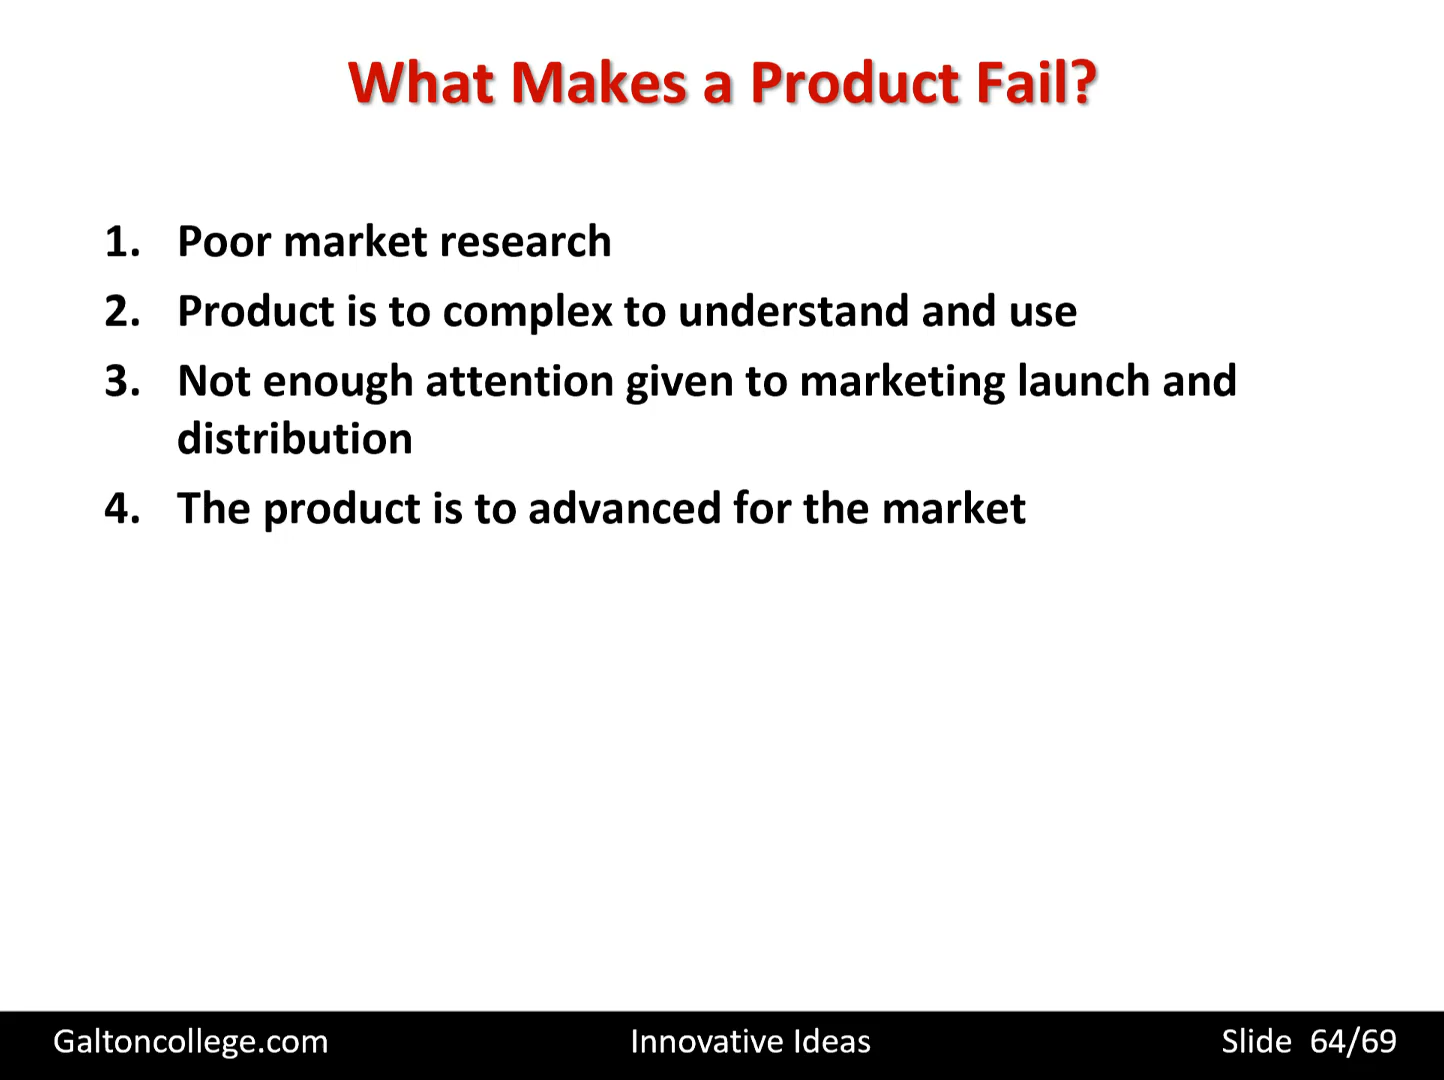 What Makes a Product Fail?
1. Poor market research
2. Product is to complex to understand and use
3. Not enough attention given to marketing launch and
distribution
4. The product is to advanced for the market
Galtoncollege.com Innovative Ideas Slide 64/69